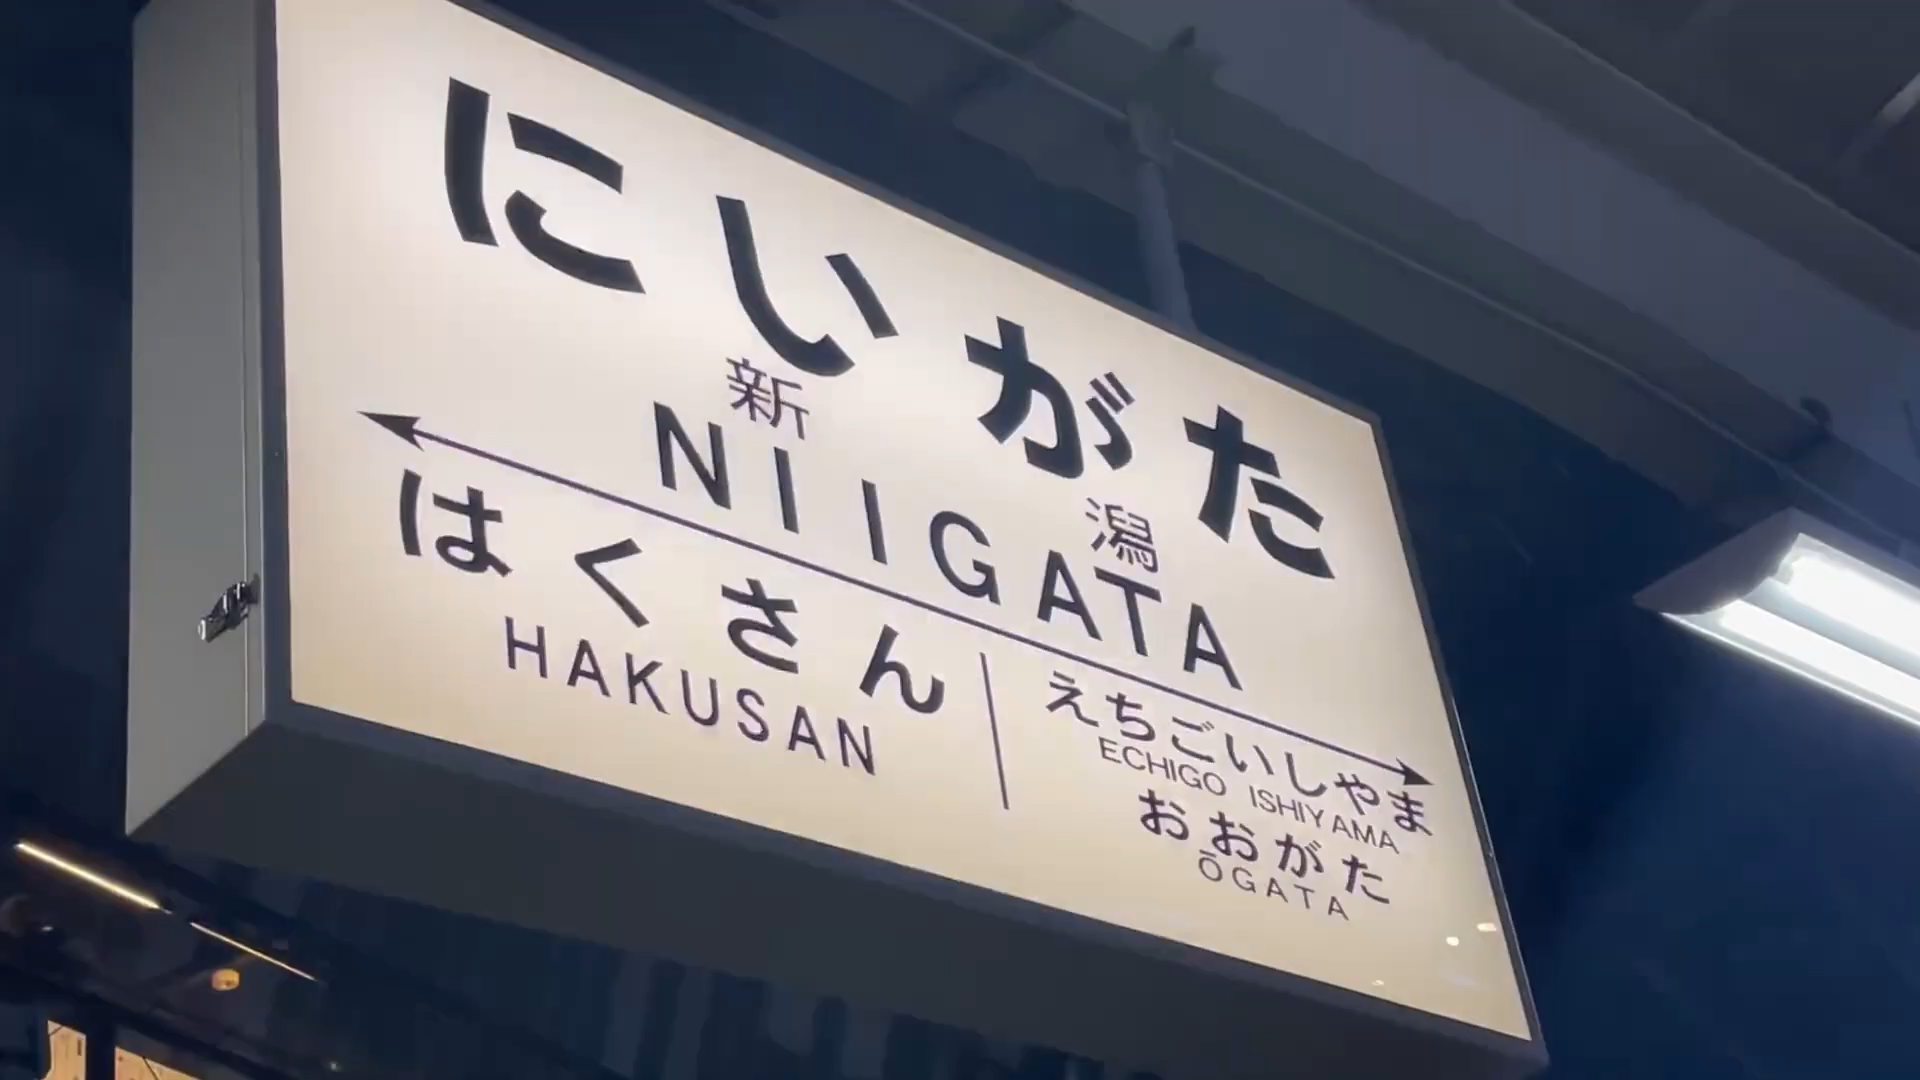 にいがた
新潟
NIIGATA
はくさん
HAKUSAN
えちごいしやま
ECHIGO ISHIYAMA
おおがた
ŌGATA